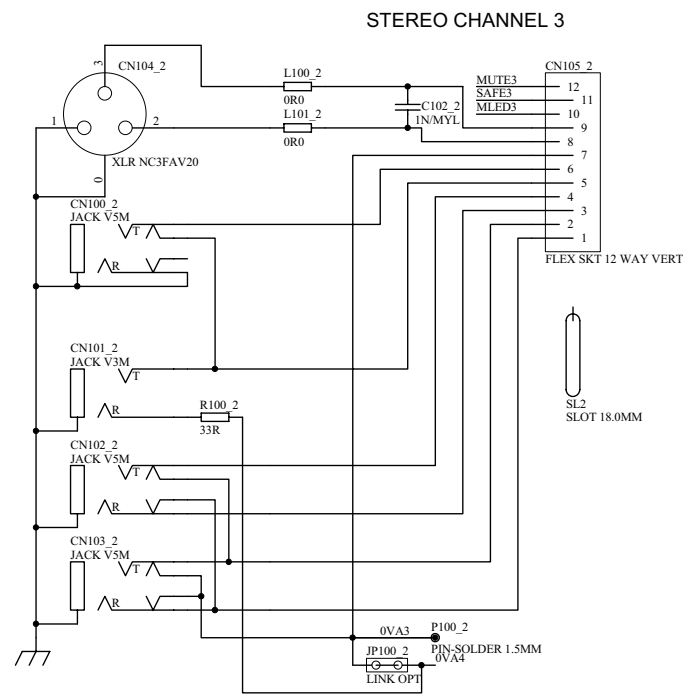 STEREO CHANNEL 3
CN104_2
3
1
2
0
XLR NC3FAV20
L100_2
0R0
L101_2
0R0
C102_2
1N/MYL
CN105_2
MUTE3
SAFE3
MLED3
12
11
10
9
8
7
6
5
4
3
2
1
FLEX SKT 12 WAY VERT
CN100_2
JACK V5M
T
R
CN101_2
JACK V3M
T
R
R100_2
33R
SL2
SLOT 18.0MM
CN102_2
JACK V5M
T
R
CN103_2
JACK V5M
T
R
0VA3
P100_2
PIN-SOLDER 1.5MM
JP100_2
0VA4
LINK OPT